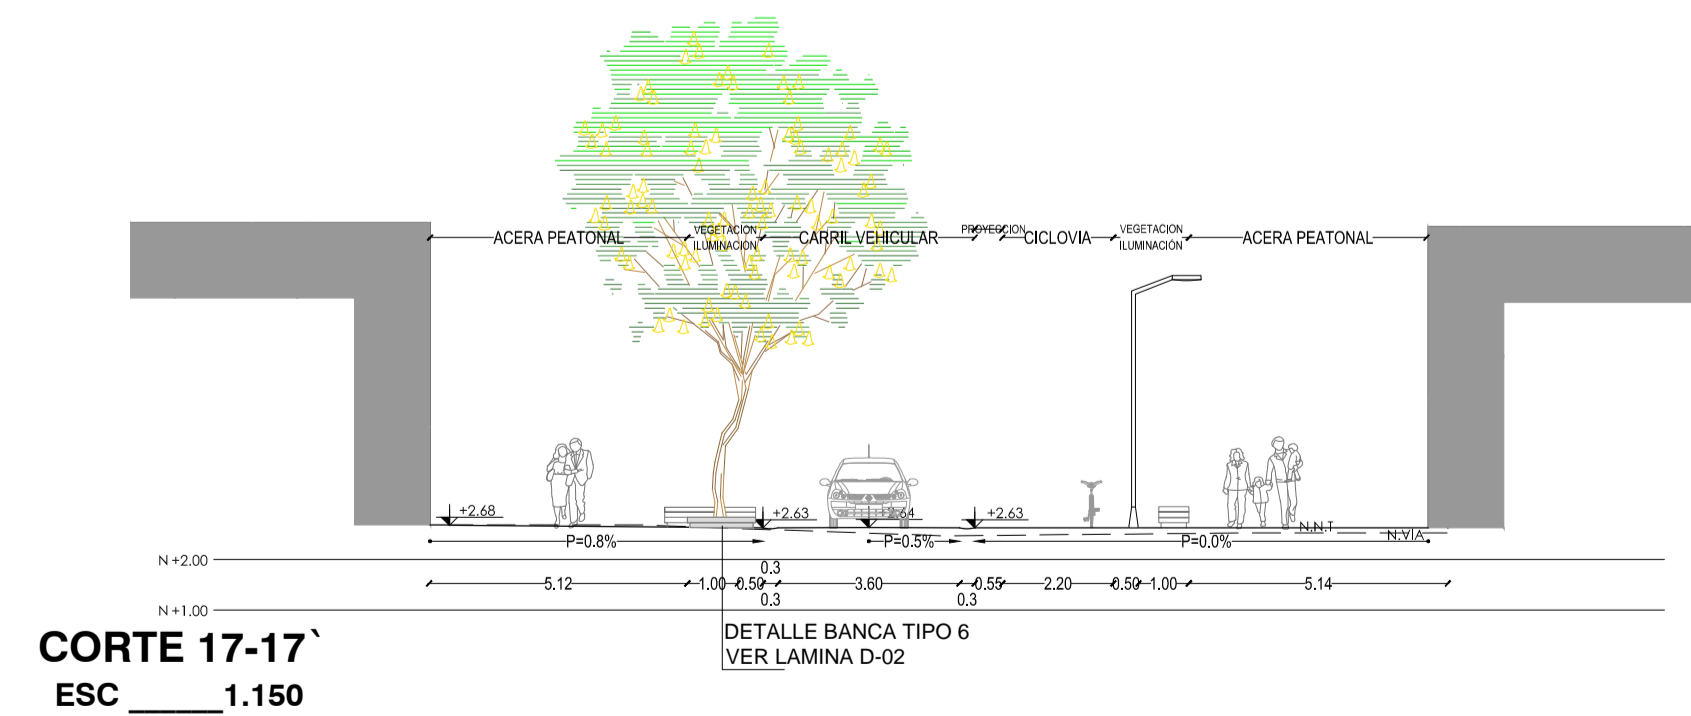 ACERA PEATONAL
VEGETACION
ILUMINACIÓN
CARRIL VEHICULAR
PROYECCION
CICLOVIA
VEGETACION
ILUMINACIÓN
ACERA PEATONAL
+2.68
+2.63
+2.64
+2.63
N.N.T
N.VIA
P=0.8%
P=0.5%
P=0.0%
N +2.00
0.3
5.12
1.00
0.50
3.60
0.55
2.20
0.50
1.00
5.14
0.3
0.3
N +1.00
DETALLE BANCA TIPO 6
VER LAMINA D-02
CORTE 17-17`
ESC ______1.150